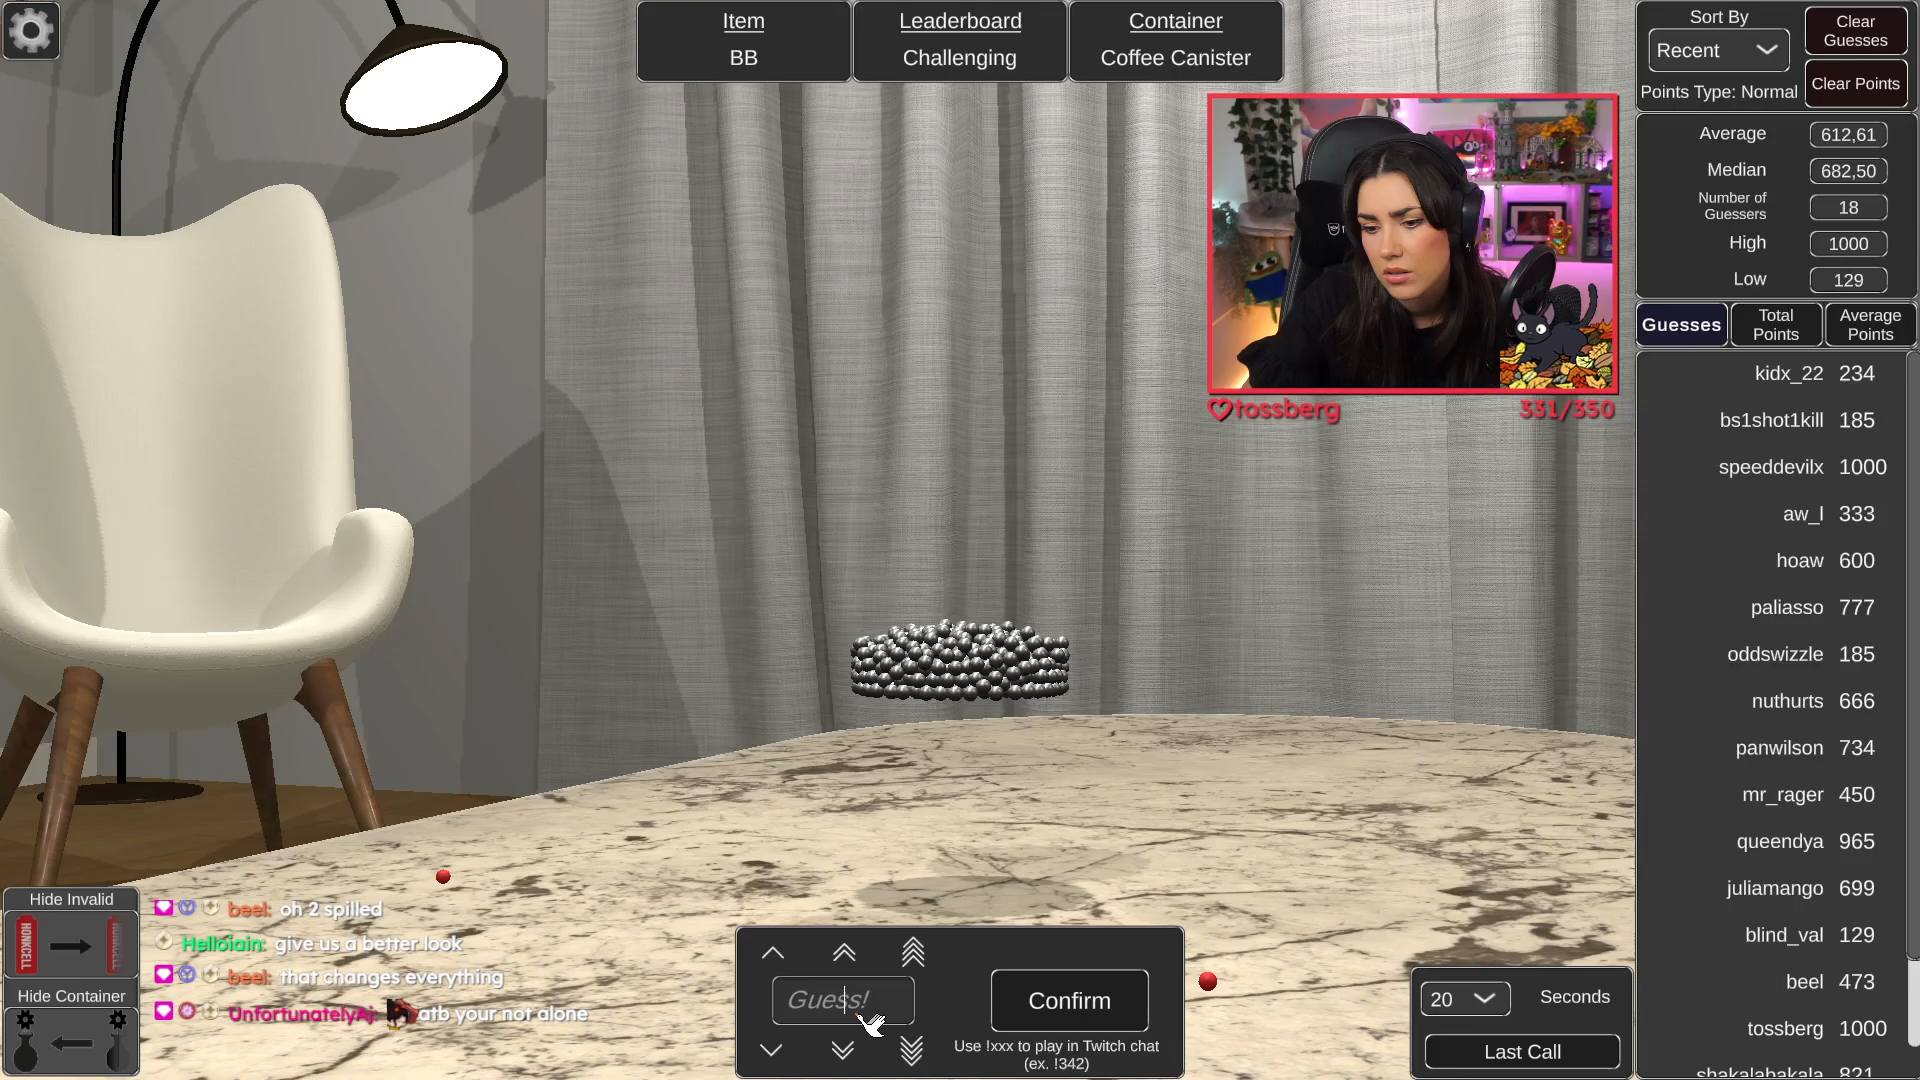 Item
BB
Leaderboard
Challenging
Container
Coffee Canister
Sort By
Recent
Clear Guesses
Points Type: Normal
Clear Points
Average 612,61
Median 682,50
Number of Guessers 18
High 1000
Low 129
Guesses
Total Points
Average Points
kidx_22 234
bs1shot1kill 185
speeddevilx 1000
aw_l 333
hoaw 600
paliasso 777
oddswizzle 185
nuthurts 666
panwilson 734
mr_rager 450
queendya 965
juliamango 699
blind_val 129
beel 473
tossberg 1000
shakalabakala 821
tossberg 331/350
Hide Invalid
HONKCELL
HONKCELL
Hide Container
beel: oh 2 spilled
Helloiain: give us a better look
beel: that changes everything
UnfortunatelyAj: atb your not alone
Guess!
Confirm
Use !xxx to play in Twitch chat
(ex. !342)
20 Seconds
Last Call